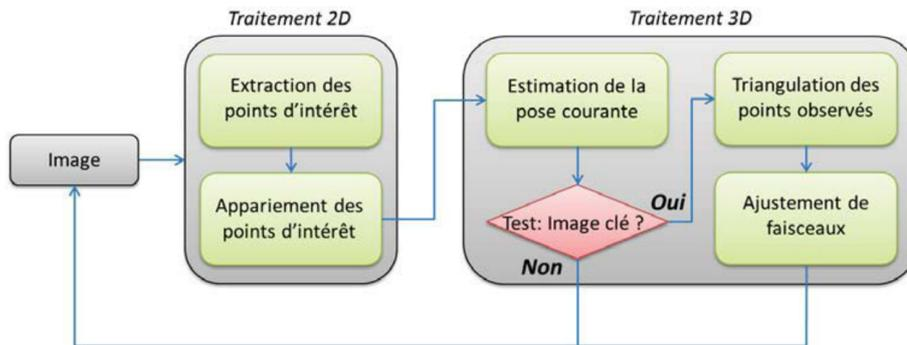 Traitement 2D
Extraction des
points d'intérêt
Appariement des
points d'intérêt
Image
Traitement 3D
Estimation de la
pose courante
Test: Image clé ?
Oui
Non
Triangulation des
points observés
Ajustement de
faisceaux